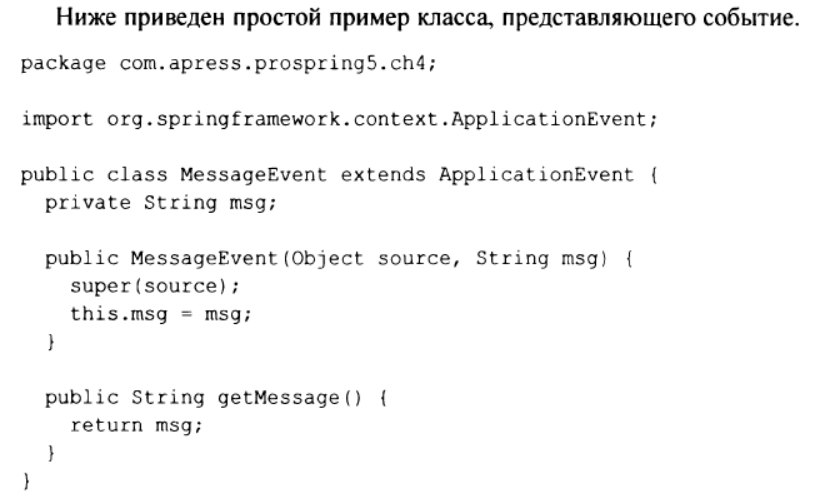 Ниже приведен простой пример класса, представляющего событие.
package com.apress.prospring5.ch4;
import org.springframework.context.ApplicationEvent;
public class MessageEvent extends ApplicationEvent {
private String msg;
public MessageEvent(Object source, String msg) {
super(source);
this.msg = msg;
}
public String getMessage() {
return msg;
}
}